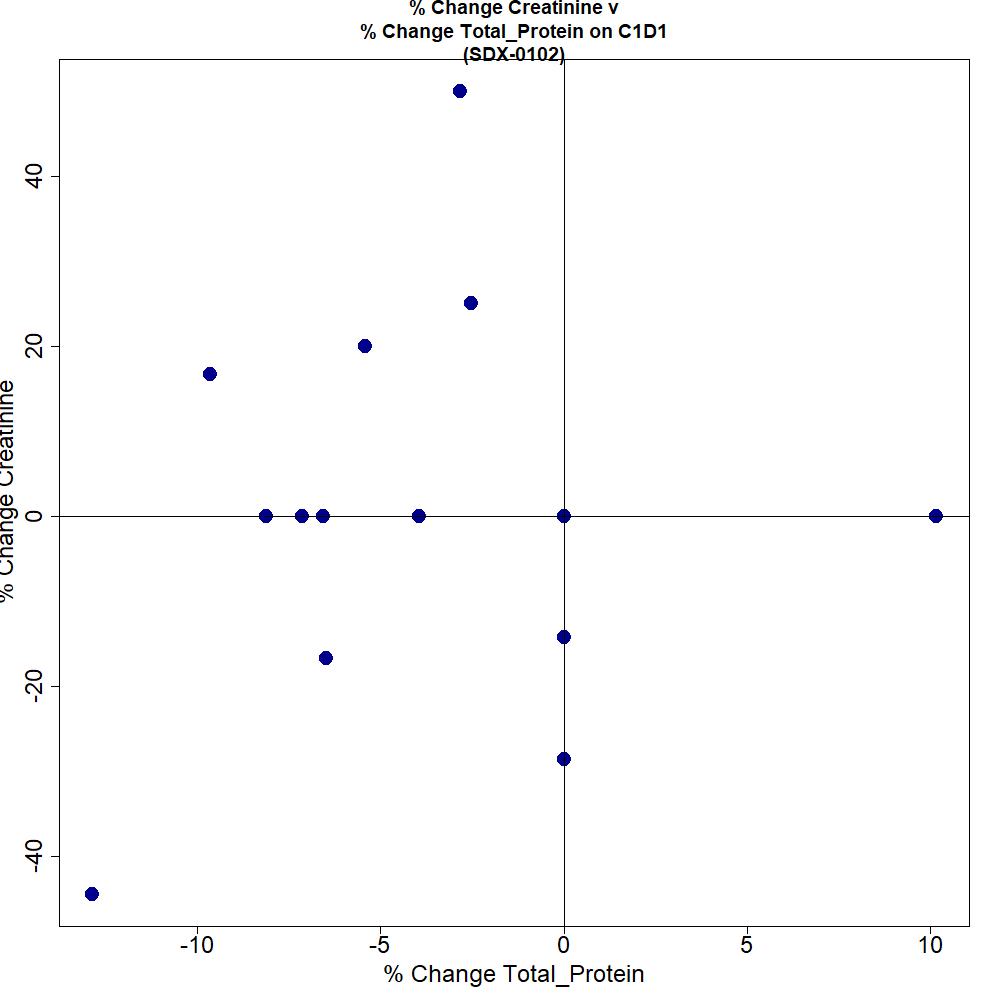 % Change Creatinine v
% Change Total_Protein on C1D1
(SDX-0102)
% Change Creatinine
40
20
0
-20
-40
-10
-5
0
5
10
% Change Total_Protein